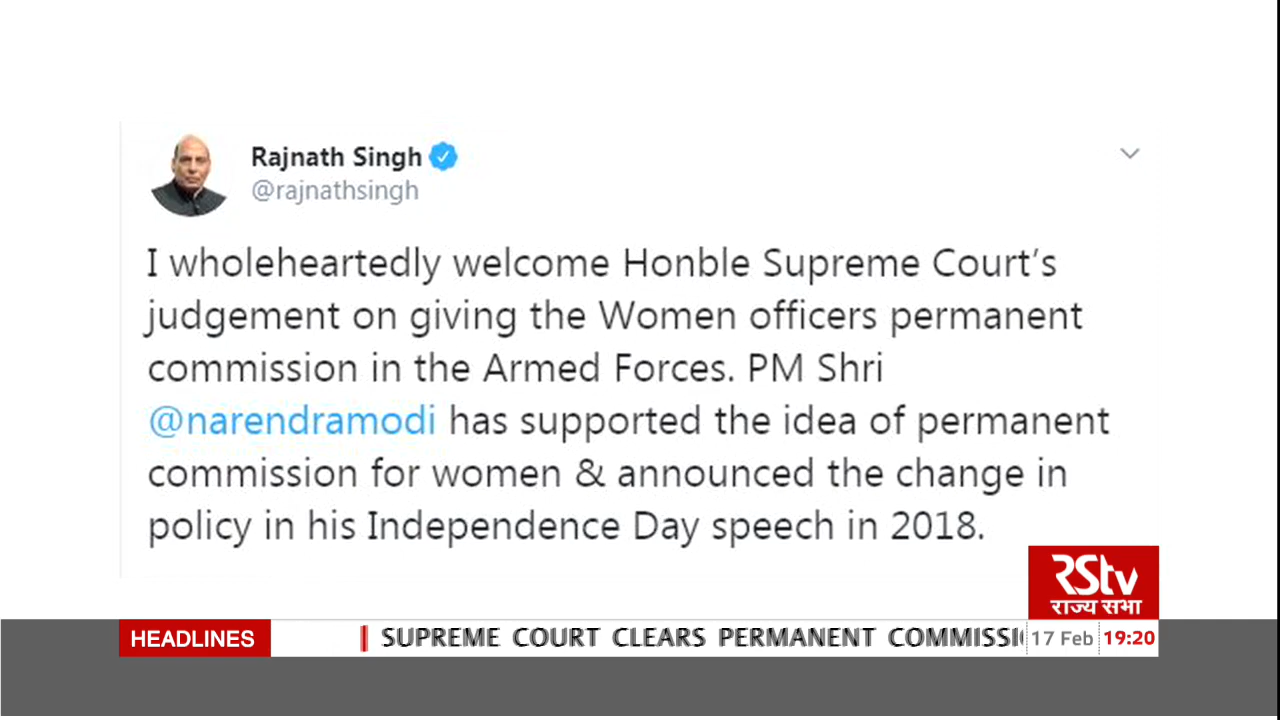 Rajnath Singh
@rajnathsingh
I wholeheartedly welcome Honble Supreme Court's
judgement on giving the Women officers permanent
commission in the Armed Forces. PM Shri
@narendramodi has supported the idea of permanent
commission for women & announced the change in
policy in his Independence Day speech in 2018.
RStv
राज्य सभा
HEADLINES
SUPREME COURT CLEARS PERMANENT
17 Feb 19:20